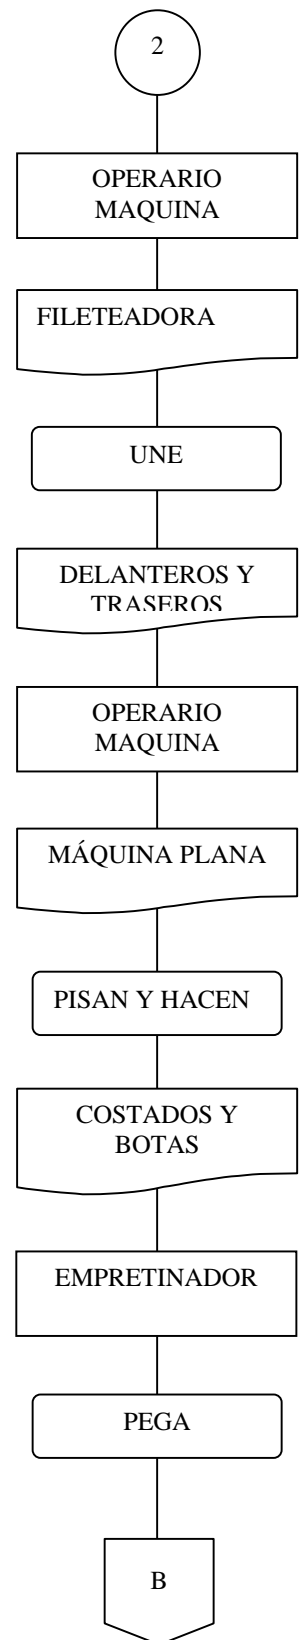 2
OPERARIO
MAQUINA
FILETEADORA
UNE
DELANTEROS Y
TRASEROS
OPERARIO
MAQUINA
MÁQUINA PLANA
PISAN Y HACEN
COSTADOS Y
BOTAS
EMPRETINADOR
PEGA
B